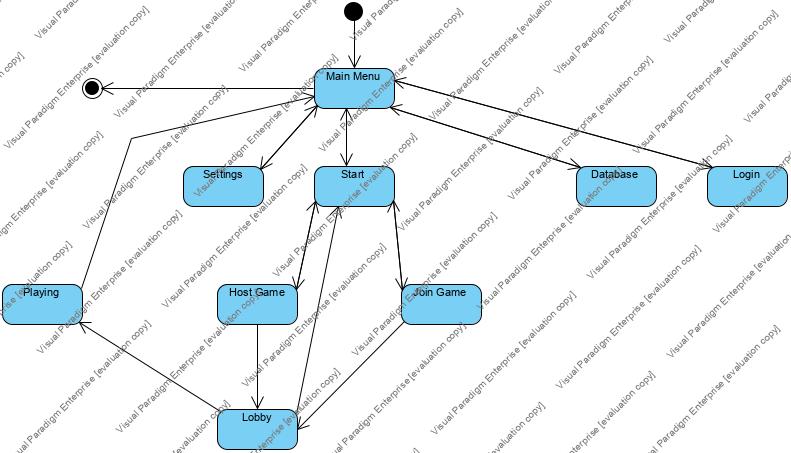 Main Menu
Settings
Start
Database
Login
Playing
Host Game
Join Game
Lobby
Visual Paradigm Enterprise [evaluation copy]